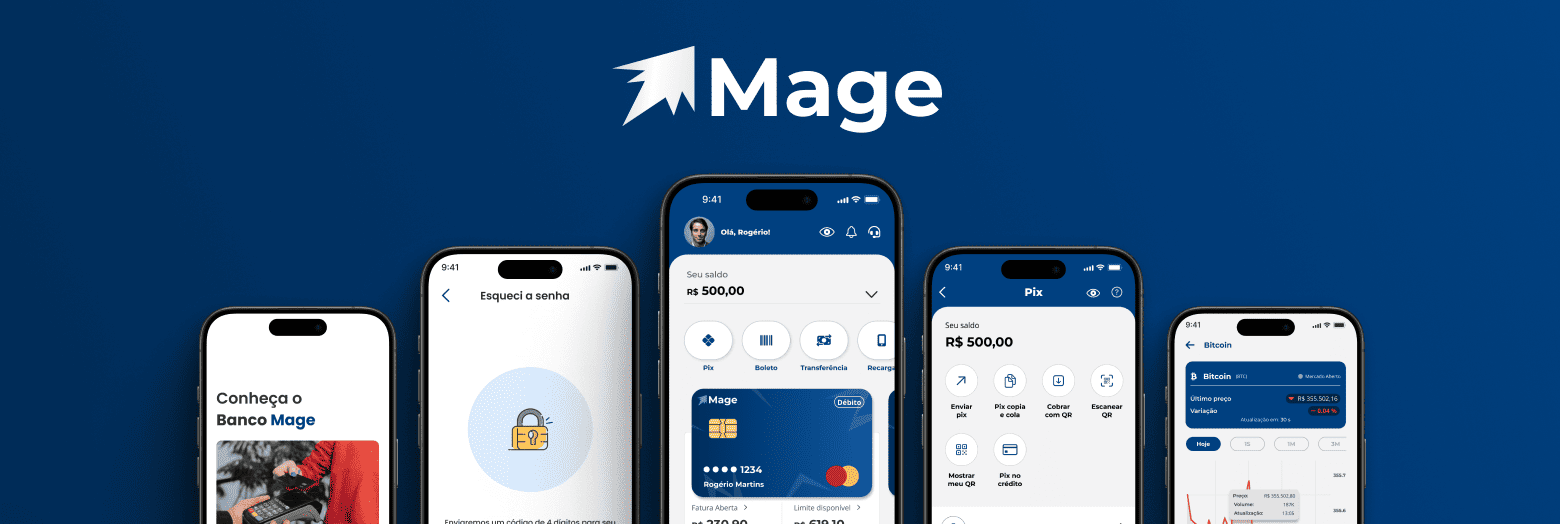 Mage
Conheça o
Banco Mage
9:41
Esqueci a senha
Enviaremos um código de 4 dígitos para seu
9:41
Olá, Rogério!
Seu saldo
R$ 500,00
Pix
Boleto
Transferência
Recarga
Mage
Débito
1234
Rogério Martins
Fatura Aberta
Limite disponível
R$ 230,90
R$ 619,10
9:41
Pix
Seu saldo
R$ 500,00
Enviar
pix
Pix copia
e cola
Cobrar
com QR
Escanear
QR
Mostrar
meu QR
Pix no
crédito
9:41
Bitcoin
Bitcoin (BTC)
Mercado Aberto
Último preço
R$ 355.502,16
Variação
- 0.04 %
Atualização em: 30 s
Hoje
1S
1M
3M
355.7
Preço: R$ 355.502,80
Volume: 197K
Atualização: 13:55
355.6